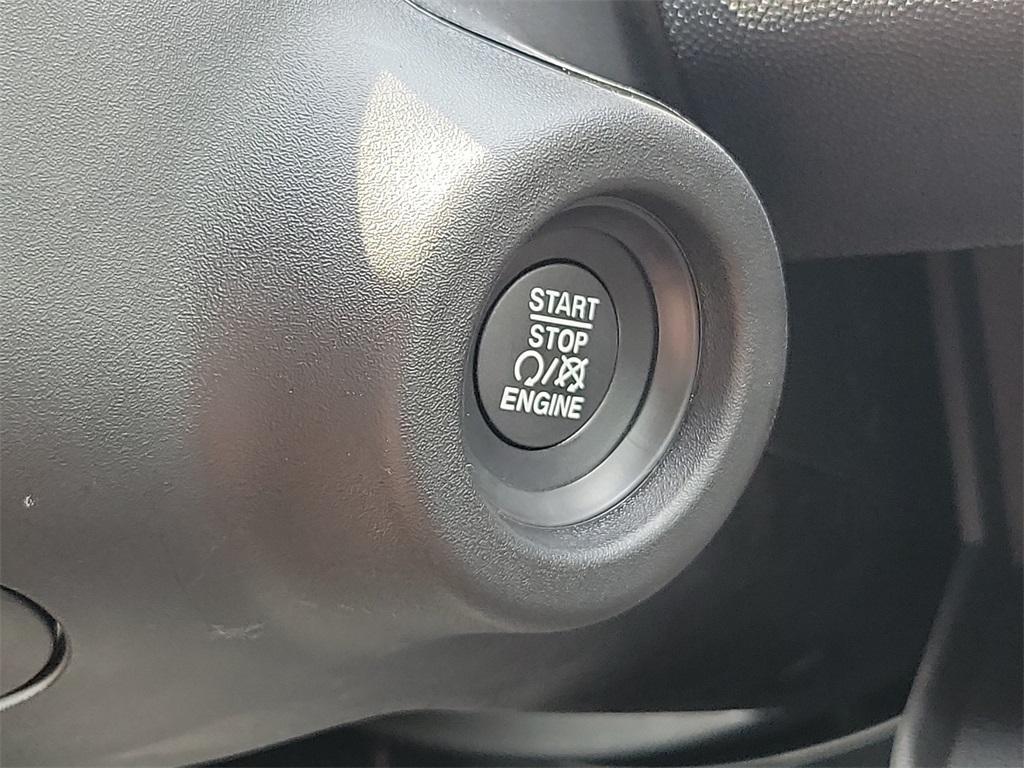 START
STOP
/
ENGINE